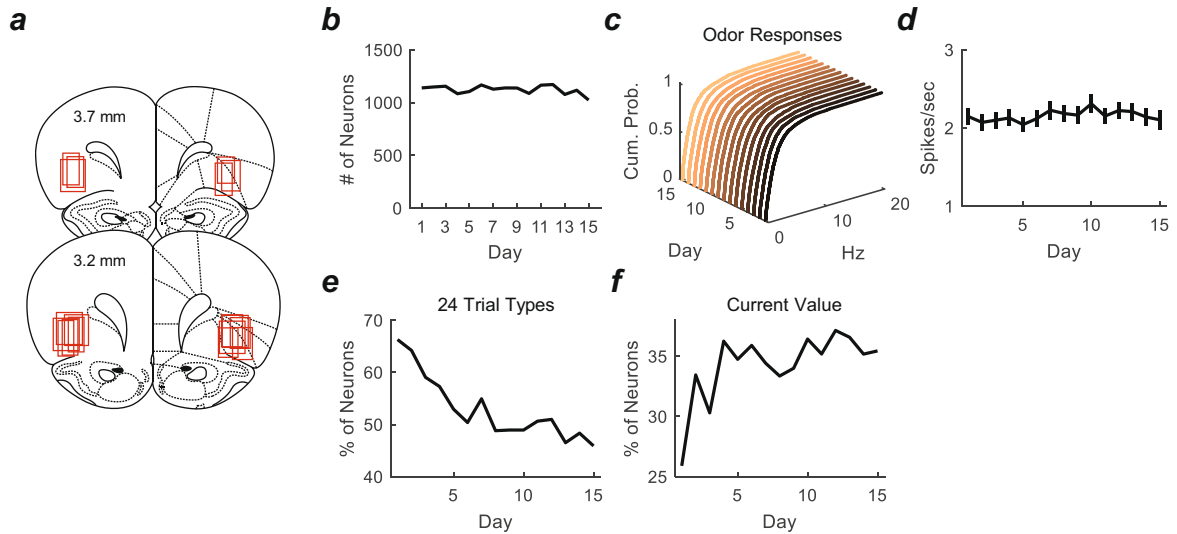 a
3.7 mm
3.2 mm
b
1500
1000
500
0
# of Neurons
1 3 5 7 9 11 13 15
Day
c
Odor Responses
1
0.5
0
Cum. Prob.
15 10 5
Day
0 10 20
Hz
d
3
2
1
Spikes/sec
5 10 15
Day
e
24 Trial Types
70
60
50
40
% of Neurons
5 10 15
Day
f
Current Value
35
30
25
% of Neurons
5 10 15
Day